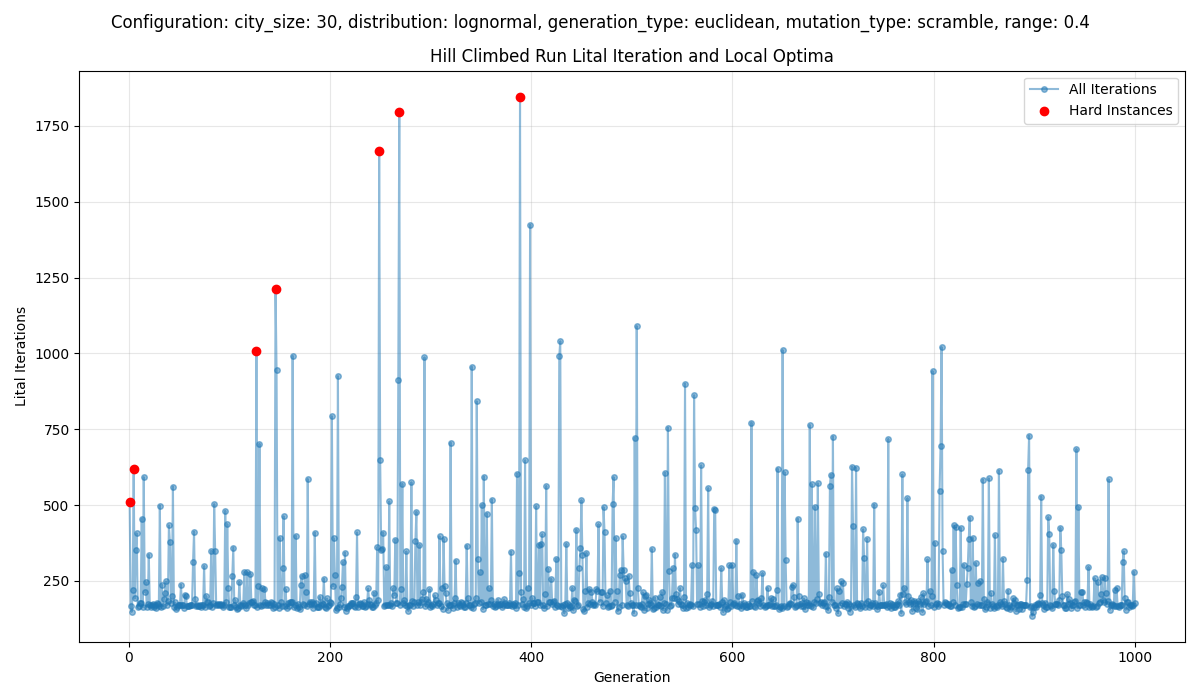 Configuration: city_size: 30, distribution: lognormal, generation_type: euclidean, mutation_type: scramble, range: 0.4
Hill Climbed Run Lital Iteration and Local Optima
All Iterations
Hard Instances
Lital Iterations
1750
1500
1250
1000
750
500
250
0
200
400
600
800
1000
Generation